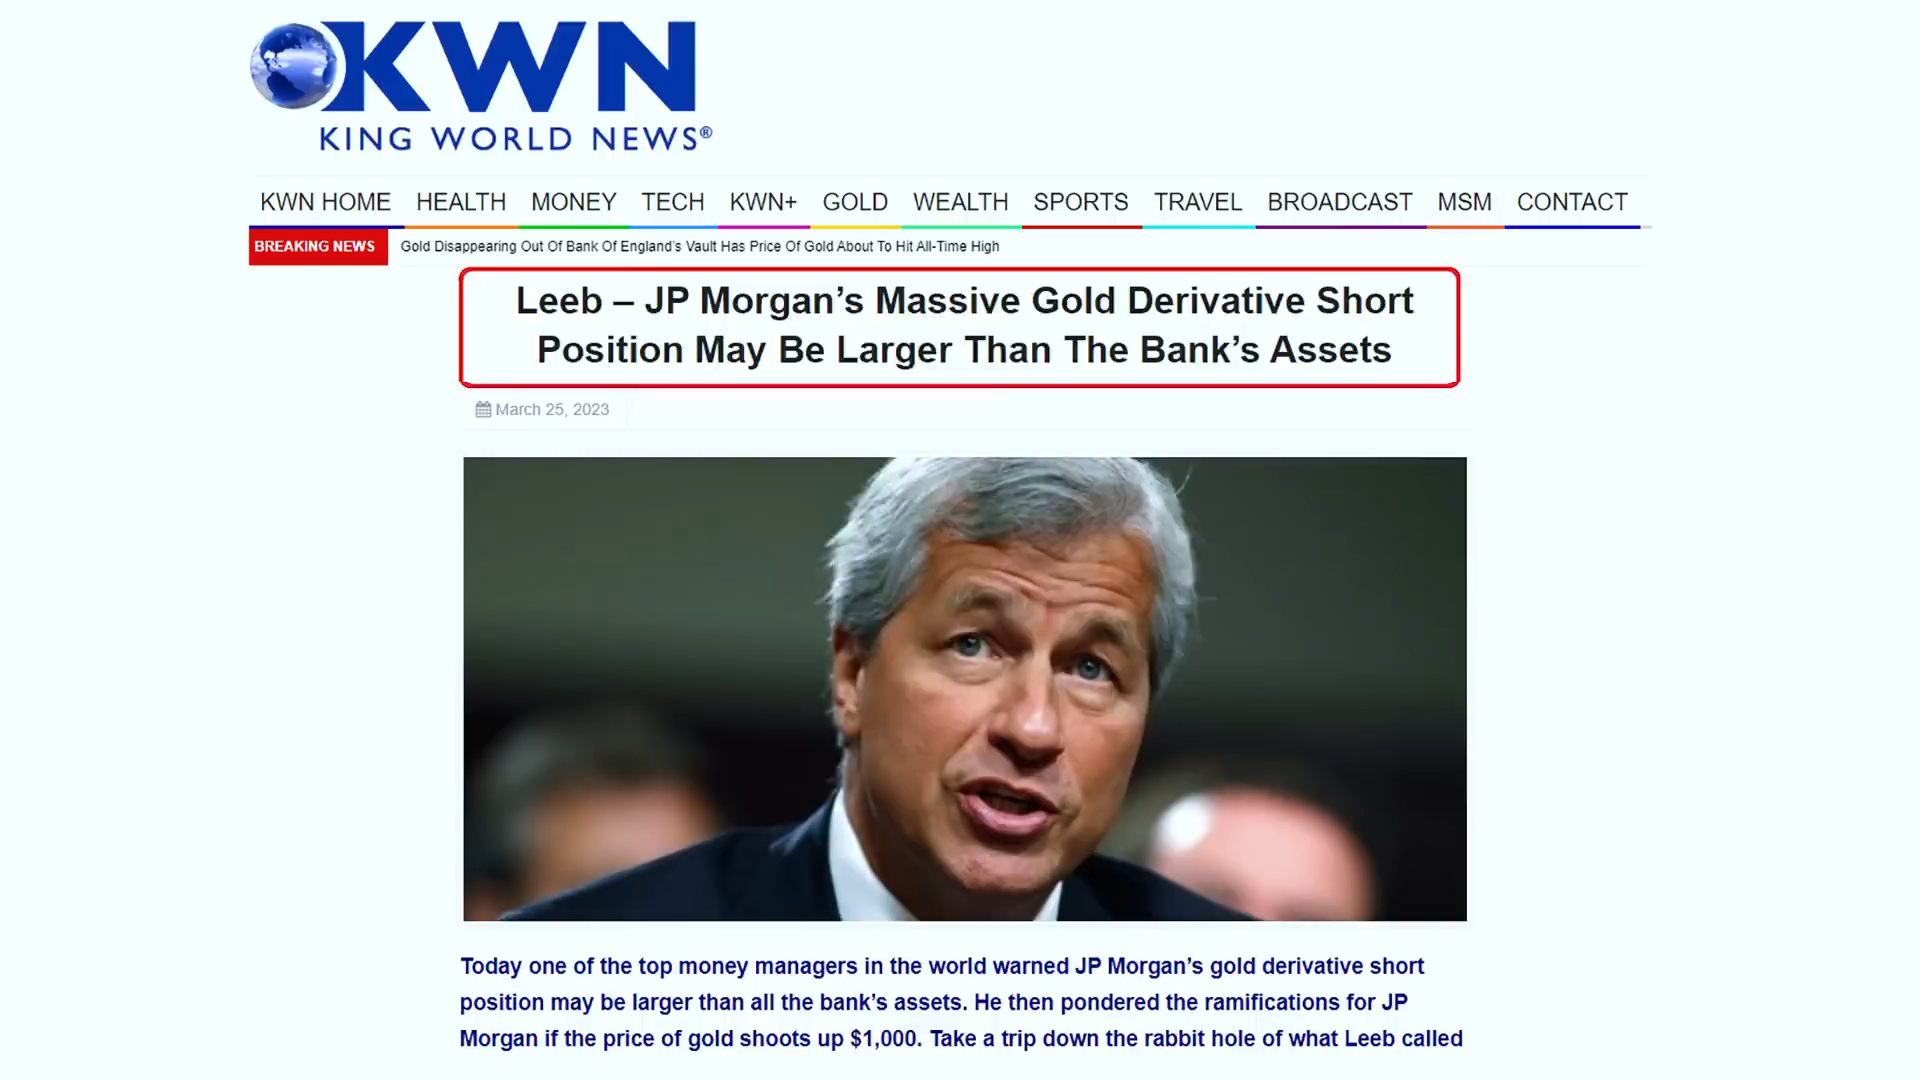 KWN
KING WORLD NEWS®
KWN HOME HEALTH MONEY TECH KWN+ GOLD WEALTH SPORTS TRAVEL BROADCAST MSM CONTACT
BREAKING NEWS Gold Disappearing Out Of Bank Of England's Vault Has Price Of Gold About To Hit All-Time High
Leeb – JP Morgan’s Massive Gold Derivative Short
Position May Be Larger Than The Bank’s Assets
March 25, 2023
Today one of the top money managers in the world warned JP Morgan’s gold derivative short
position may be larger than all the bank’s assets. He then pondered the ramifications for JP
Morgan if the price of gold shoots up $1,000. Take a trip down the rabbit hole of what Leeb called